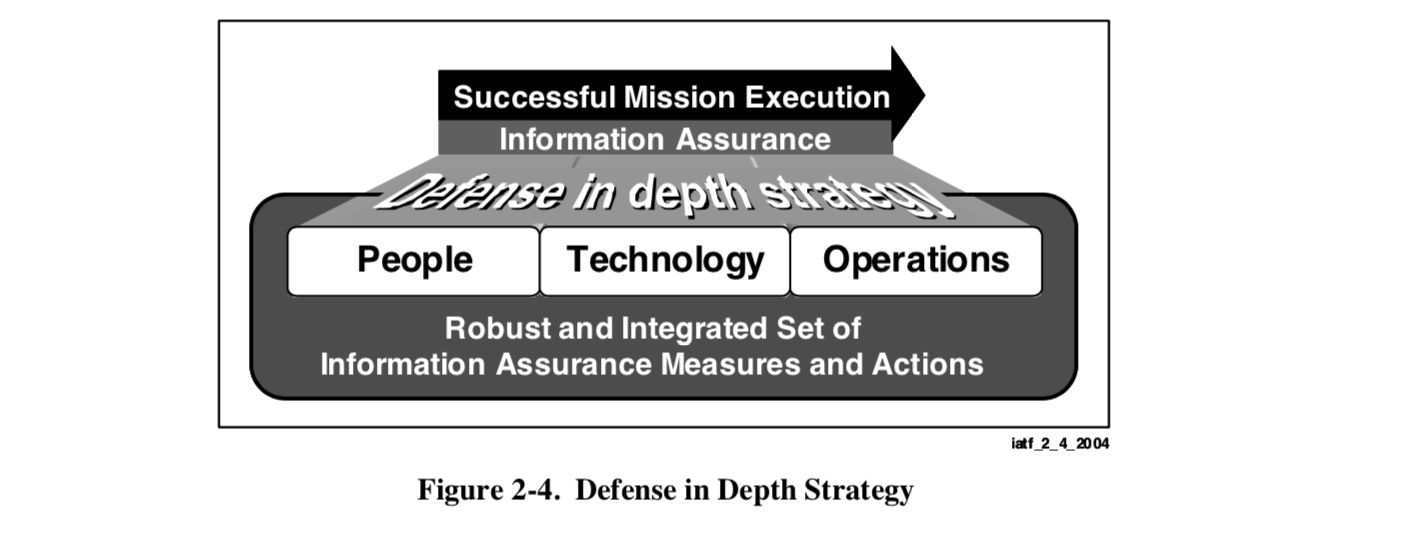 Successful Mission Execution
Information Assurance
Defense in depth strategy
People
Technology
Operations
Robust and Integrated Set of
Information Assurance Measures and Actions
iatf_2_4_2004
Figure 2-4. Defense in Depth Strategy